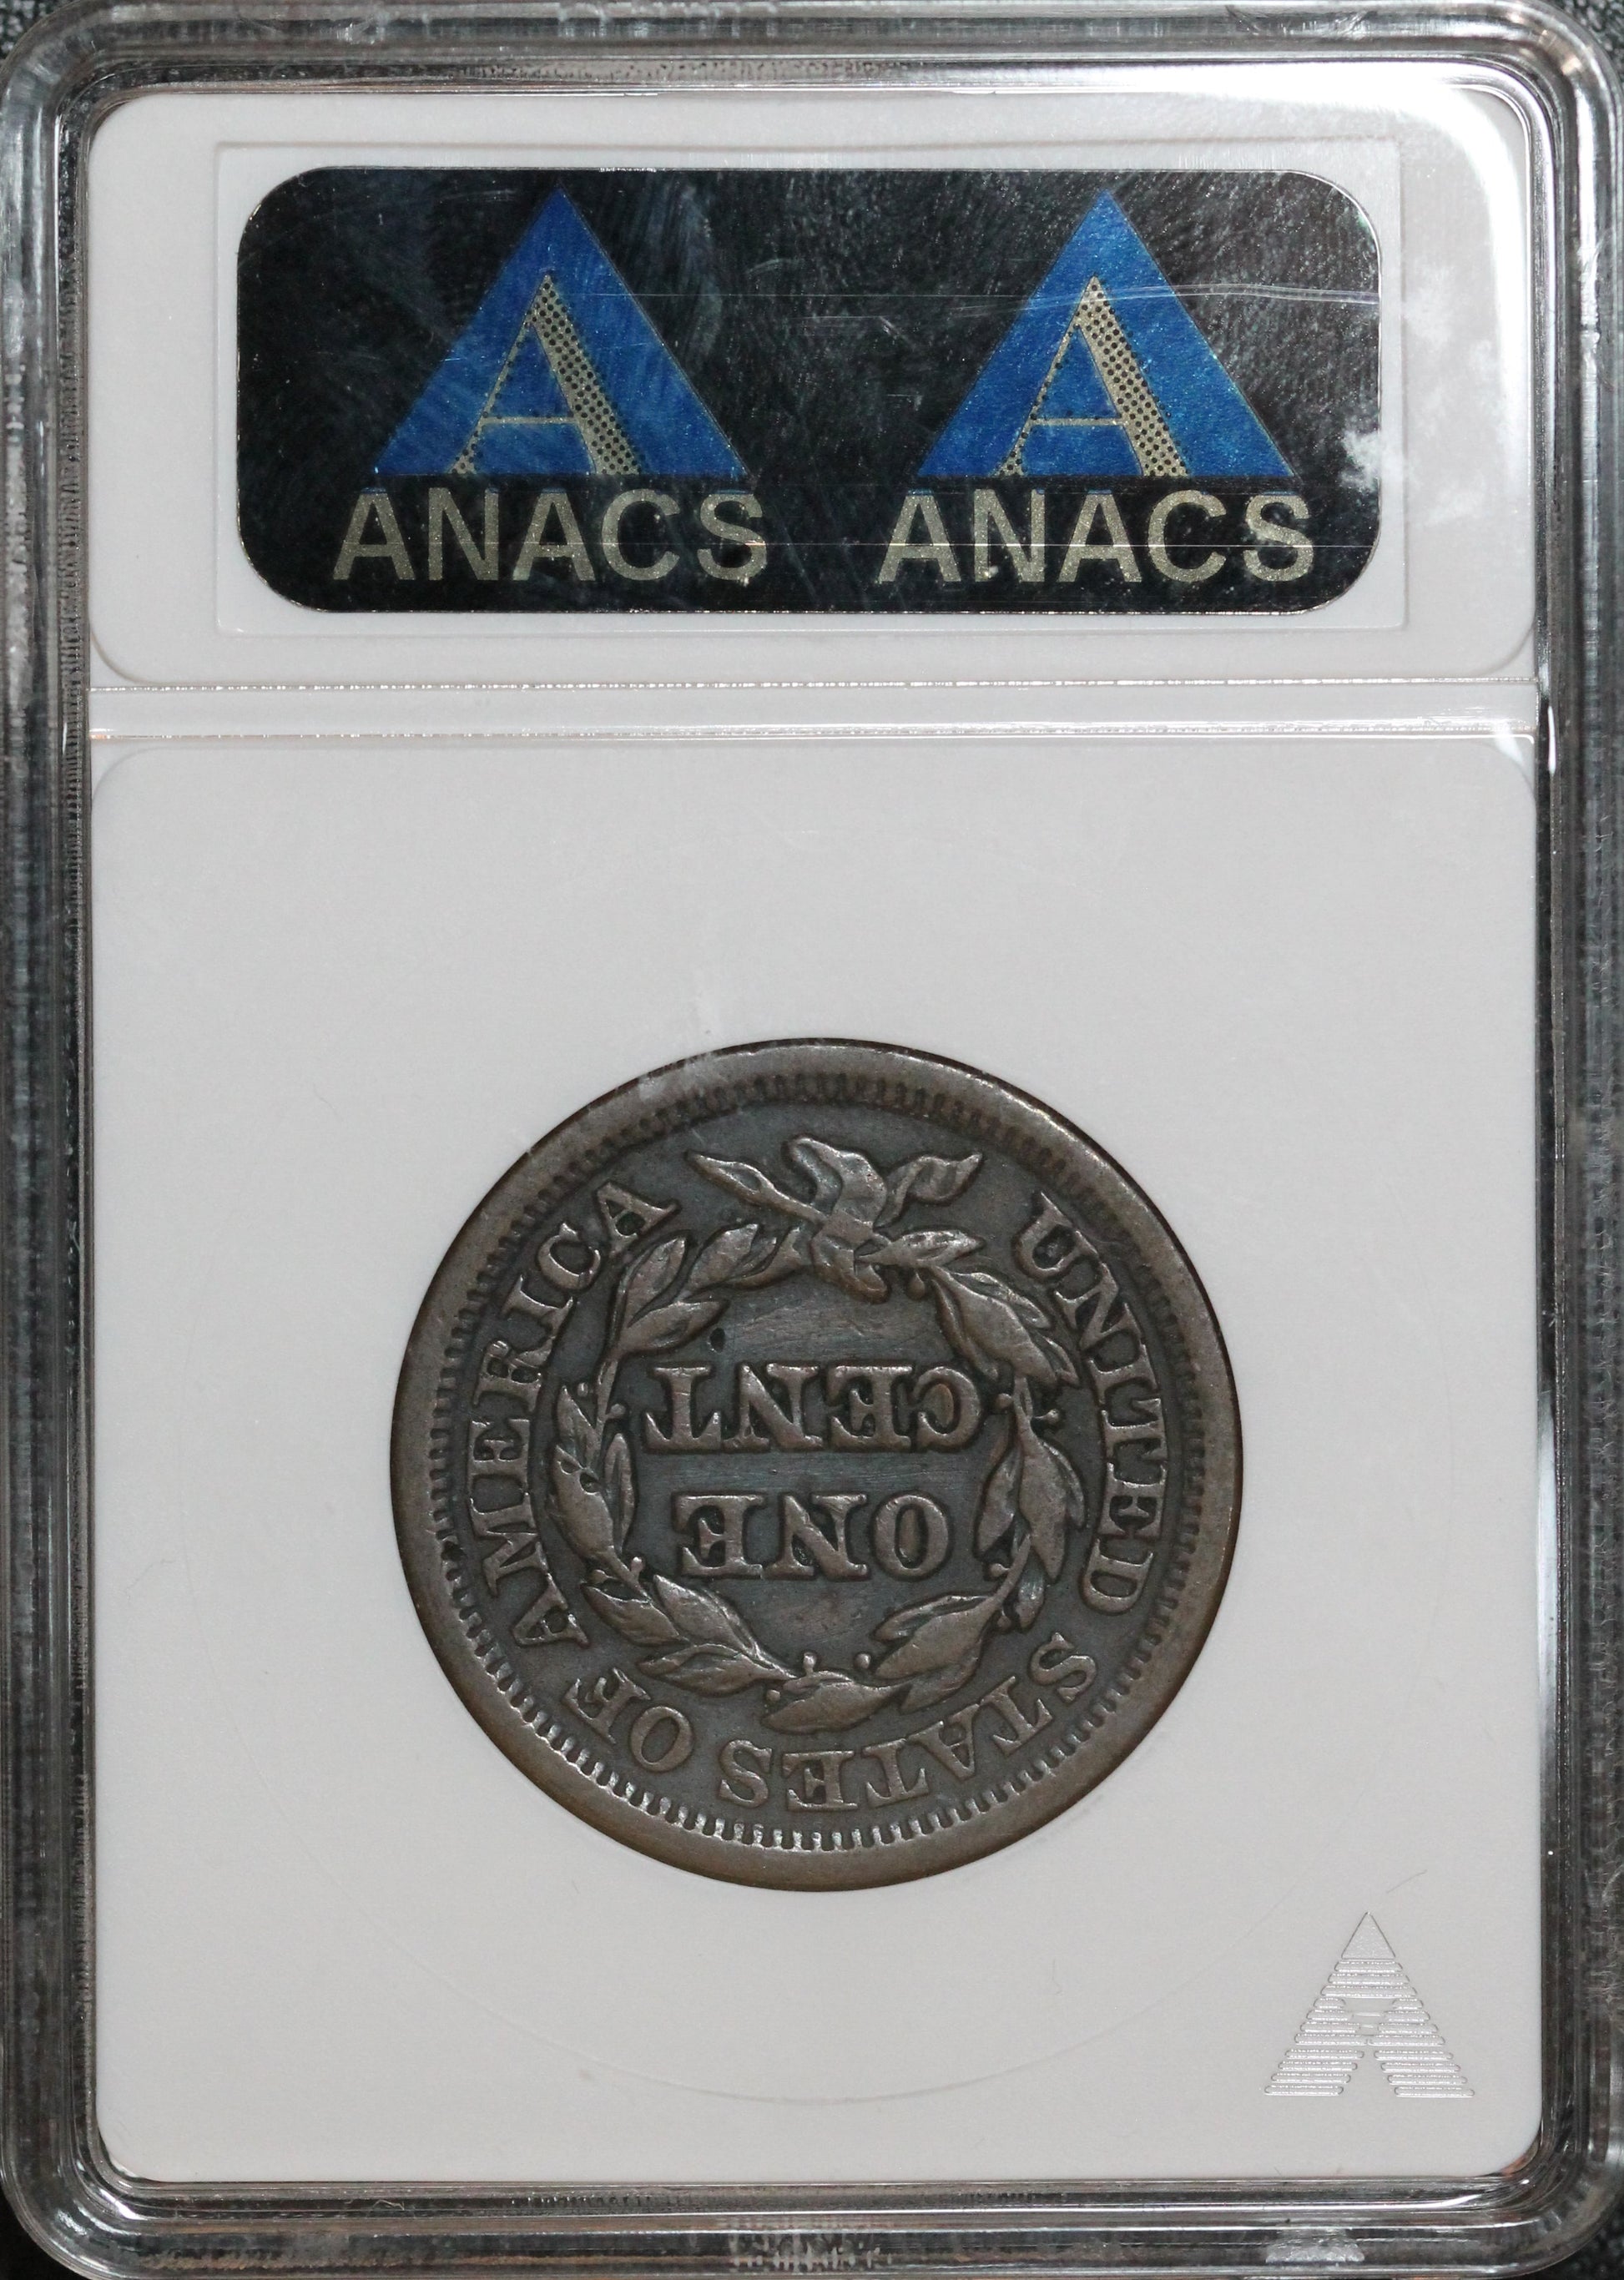 A A
ANACS ANACS
UNITED STATES OF AMERICA
ONE
CENT